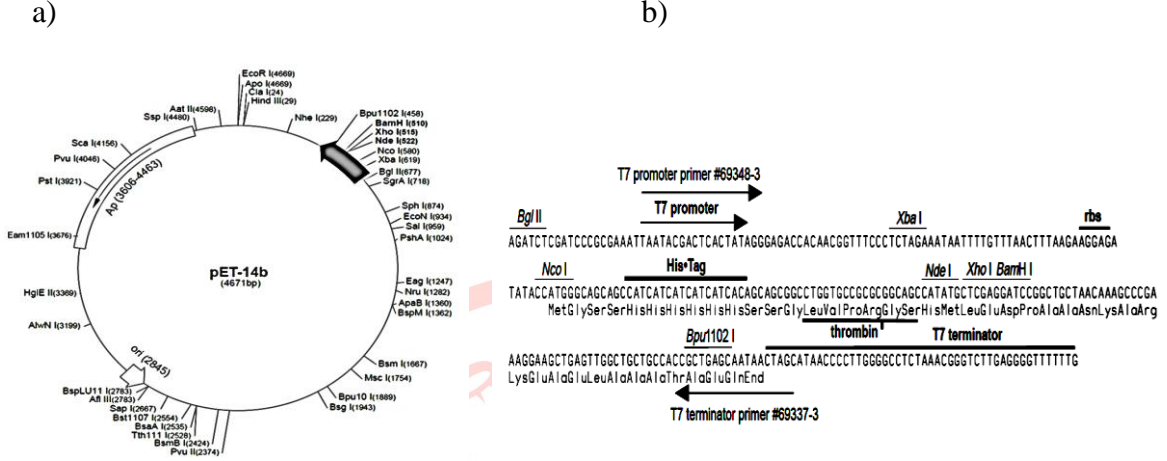 a)
b)
EcoR I(4669)
Apo I(4669)
Cla I(24)
Hind III(29)
Aat II(4598)
Ssp I(4480)
Sca I(4156)
Pvu I(4046)
Pst I(3921)
Ap (3606-4463)
Eam1105 I(3676)
HgiE II(3369)
AlwN I(3199)
ori (2845)
BspLU11 I(2783)
Afl III(2783)
Sap I(2667)
Bst1107 I(2554)
BsaA I(2535)
Tth111 I(2528)
BsmB I(2424)
Pvu II(2374)
Nhe I(229)
Bpu1102 I(458)
BamH I(510)
Xho I(515)
Nde I(522)
Nco I(580)
Xba I(619)
Bgl II(677)
SgrA I(718)
Sph I(874)
EcoN I(934)
Sal I(959)
PshA I(1024)
Eag I(1247)
Nru I(1282)
ApaB I(1360)
BspM I(1362)
Bsm I(1667)
Msc I(1754)
Bpu10 I(1889)
Bsg I(1943)
pET-14b
(4671bp)
T7 promoter primer #69348-3
Bgl II T7 promoter Xba I rbs
AGATCTCGATCCCGCGAAATTAATACGACTCACTATAGGGAGACCACAACGGTTTCCCTCTAGAAATAATTTTGTTTAACTTTAAGAAGGAGA
Nco I His•Tag Nde I Xho I BamH I
TATACCATGGGCAGCAGCCATCATCATCATCATCACAGCAGCGGCCTGGTGCCGCGCGGCAGCCATATGCTCGAGGATCCGGCTGCTAACAAAGCCCGA
MetGlySerSerHisHisHisHisHisHisSerSerGlyLeuValProArgGlySerHisMetLeuGluAspProAlaAlaAsnLysAlaArg
thrombin
Bpu1102 I T7 terminator
AAGGAAGCTGAGTTGGCTGCTGCCACCGCTGAGCAATAACTAGCATAACCCCTTGGGGCCTCTAAACGGGTCTTGAGGGGTTTTTTG
LysGluAlaGluLeuAlaAlaAlaThrAlaGluGlnEnd
T7 terminator primer #69337-3